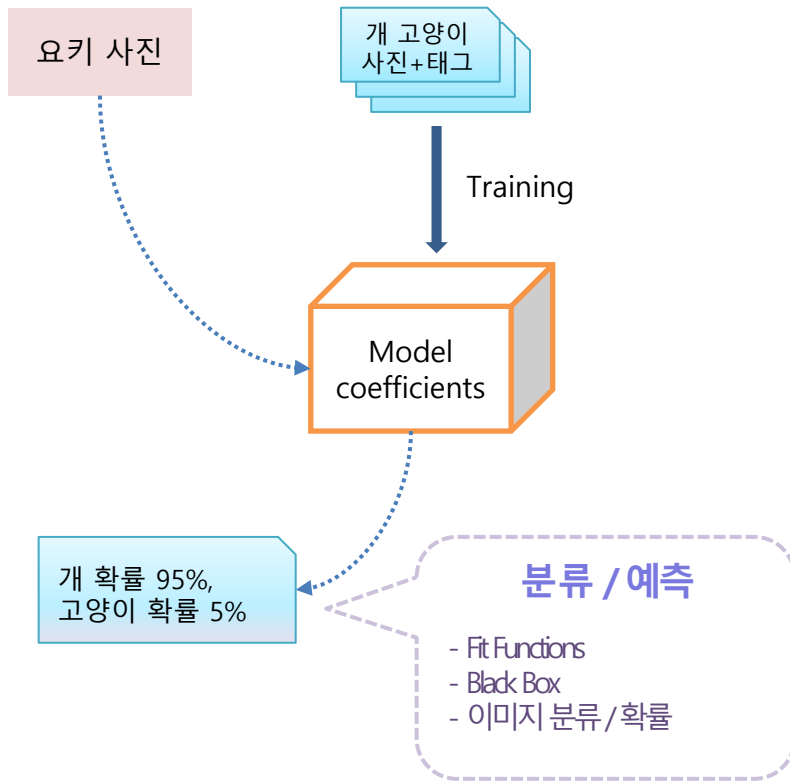 요키 사진
개 고양이
사진+태그
Training
Model
coefficients
개 확률 95%,
고양이 확률 5%
분류 / 예측
- Fit Functions
- Black Box
- 이미지 분류 / 확률